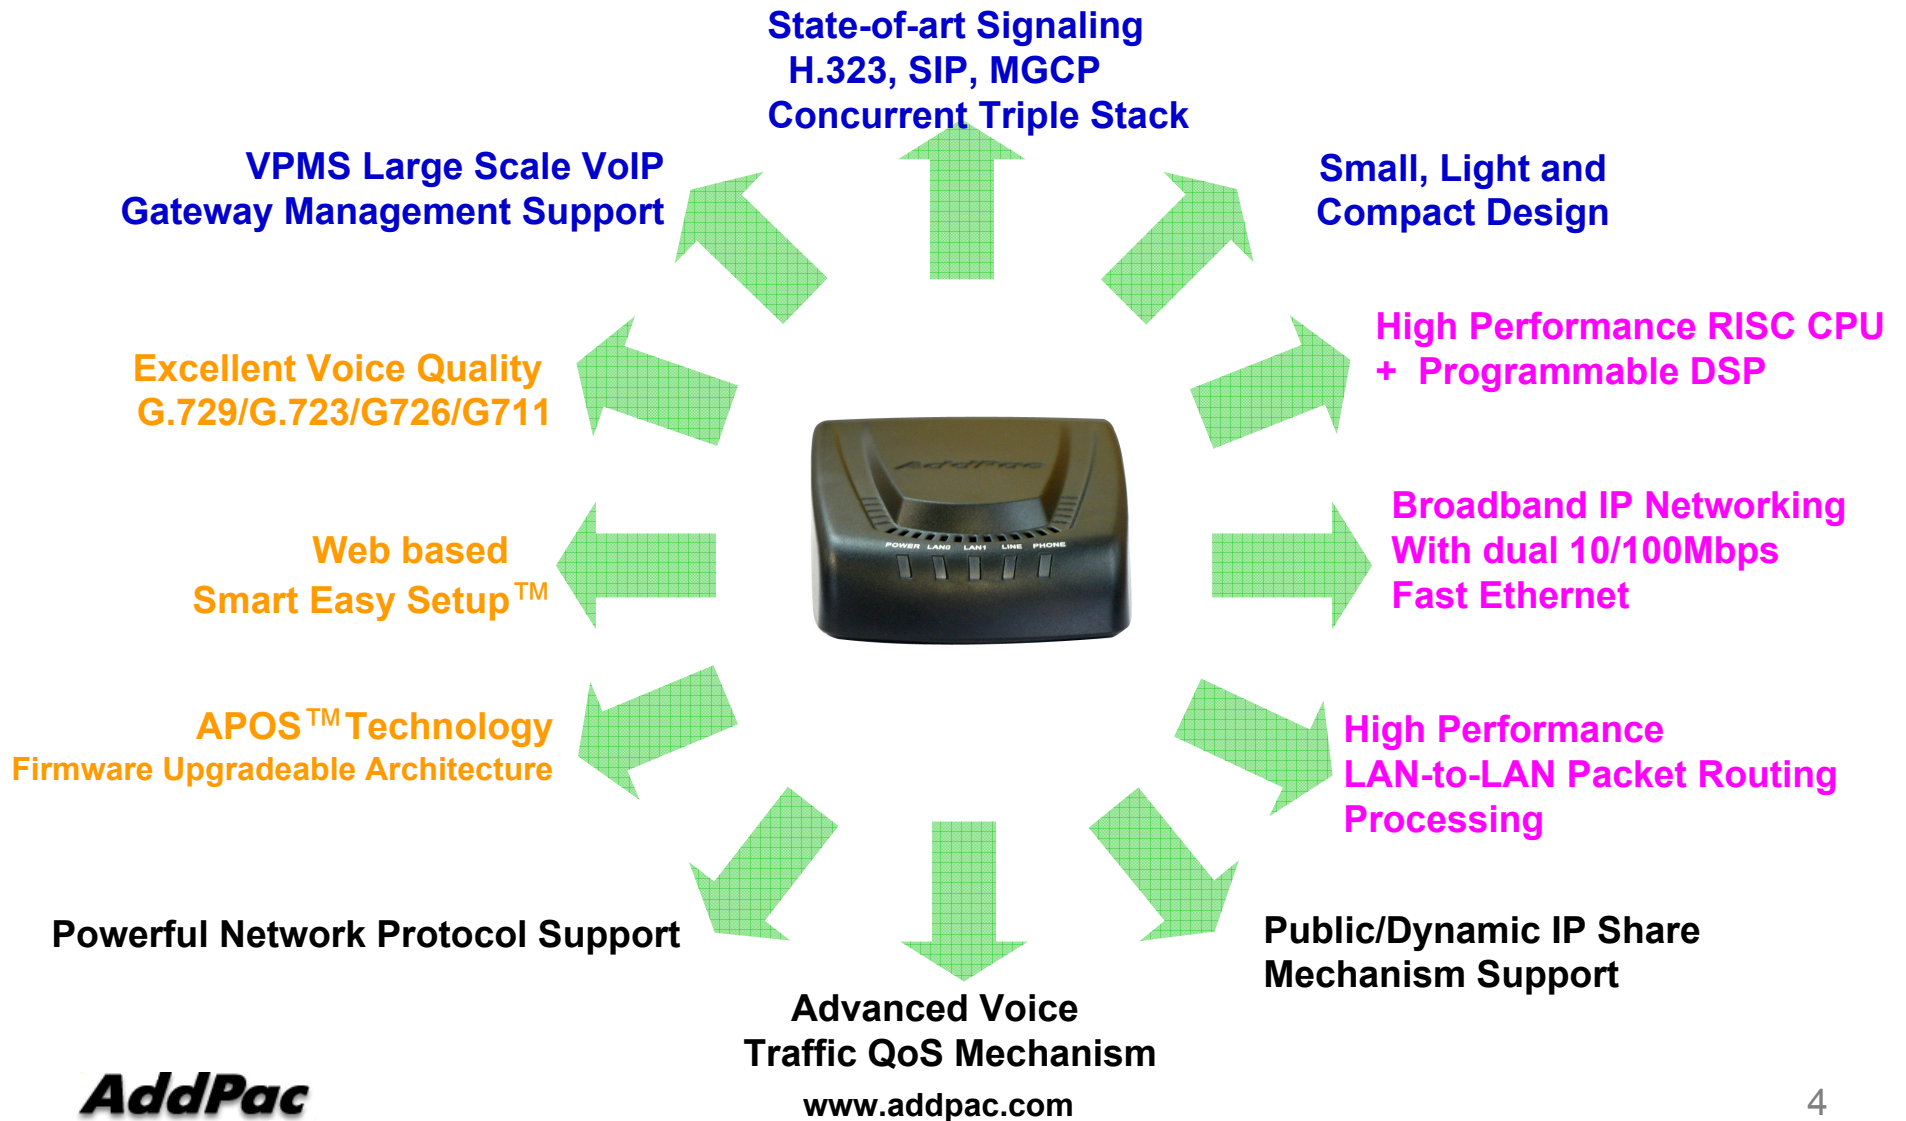 State-of-art Signaling
H.323, SIP, MGCP
Concurrent Triple Stack
VPMS Large Scale VoIP
Gateway Management Support
Small, Light and
Compact Design
High Performance RISC CPU
+ Programmable DSP
Excellent Voice Quality
G.729/G.723/G726/G711
AddPac
POWER LAN0 LAN1 LINE PHONE
Broadband IP Networking
With dual 10/100Mbps
Fast Ethernet
Web based
Smart Easy Setup™
APOS™Technology
Firmware Upgradeable Architecture
High Performance
LAN-to-LAN Packet Routing
Processing
Powerful Network Protocol Support
Public/Dynamic IP Share
Mechanism Support
Advanced Voice
Traffic QoS Mechanism
AddPac
www.addpac.com
4